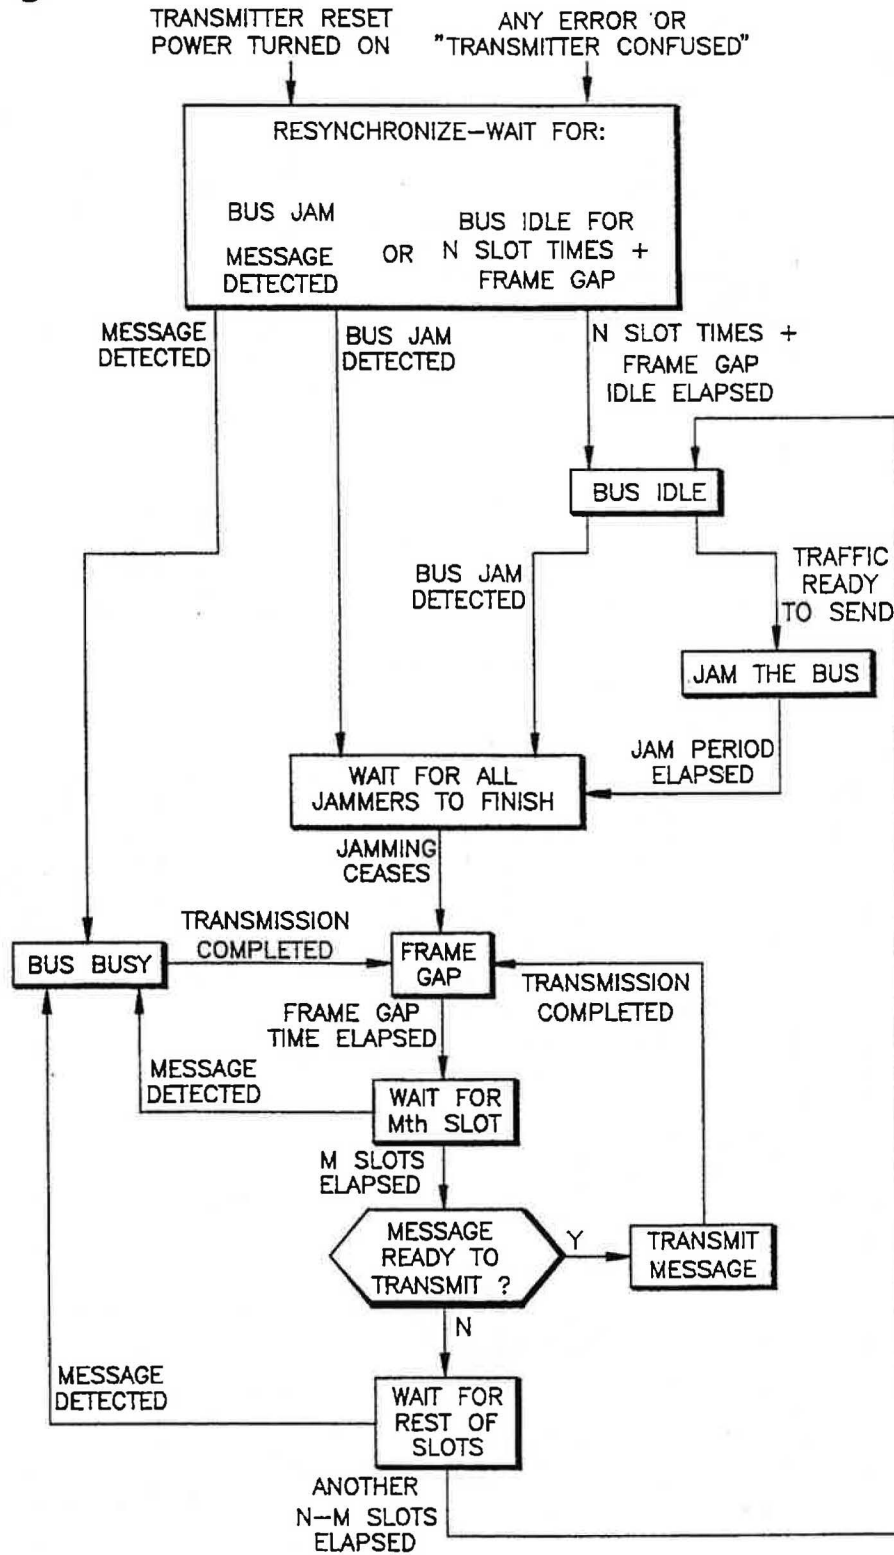 TRANSMITTER RESET
POWER TURNED ON
ANY ERROR OR
"TRANSMITTER CONFUSED"
RESYNCHRONIZE-WAIT FOR:
BUS JAM
MESSAGE
DETECTED
OR
BUS IDLE FOR
N SLOT TIMES +
FRAME GAP
MESSAGE
DETECTED
BUS JAM
DETECTED
N SLOT TIMES +
FRAME GAP
IDLE ELAPSED
BUS IDLE
BUS JAM
DETECTED
TRAFFIC
READY
TO SEND
JAM THE BUS
JAM PERIOD
ELAPSED
WAIT FOR ALL
JAMMERS TO FINISH
JAMMING
CEASES
TRANSMISSION
COMPLETED
BUS BUSY
FRAME
GAP
TRANSMISSION
COMPLETED
FRAME GAP
TIME ELAPSED
MESSAGE
DETECTED
WAIT FOR
Mth SLOT
M SLOTS
ELAPSED
MESSAGE
READY TO
TRANSMIT ?
Y
TRANSMIT
MESSAGE
N
MESSAGE
DETECTED
WAIT FOR
REST OF
SLOTS
ANOTHER
N-M SLOTS
ELAPSED